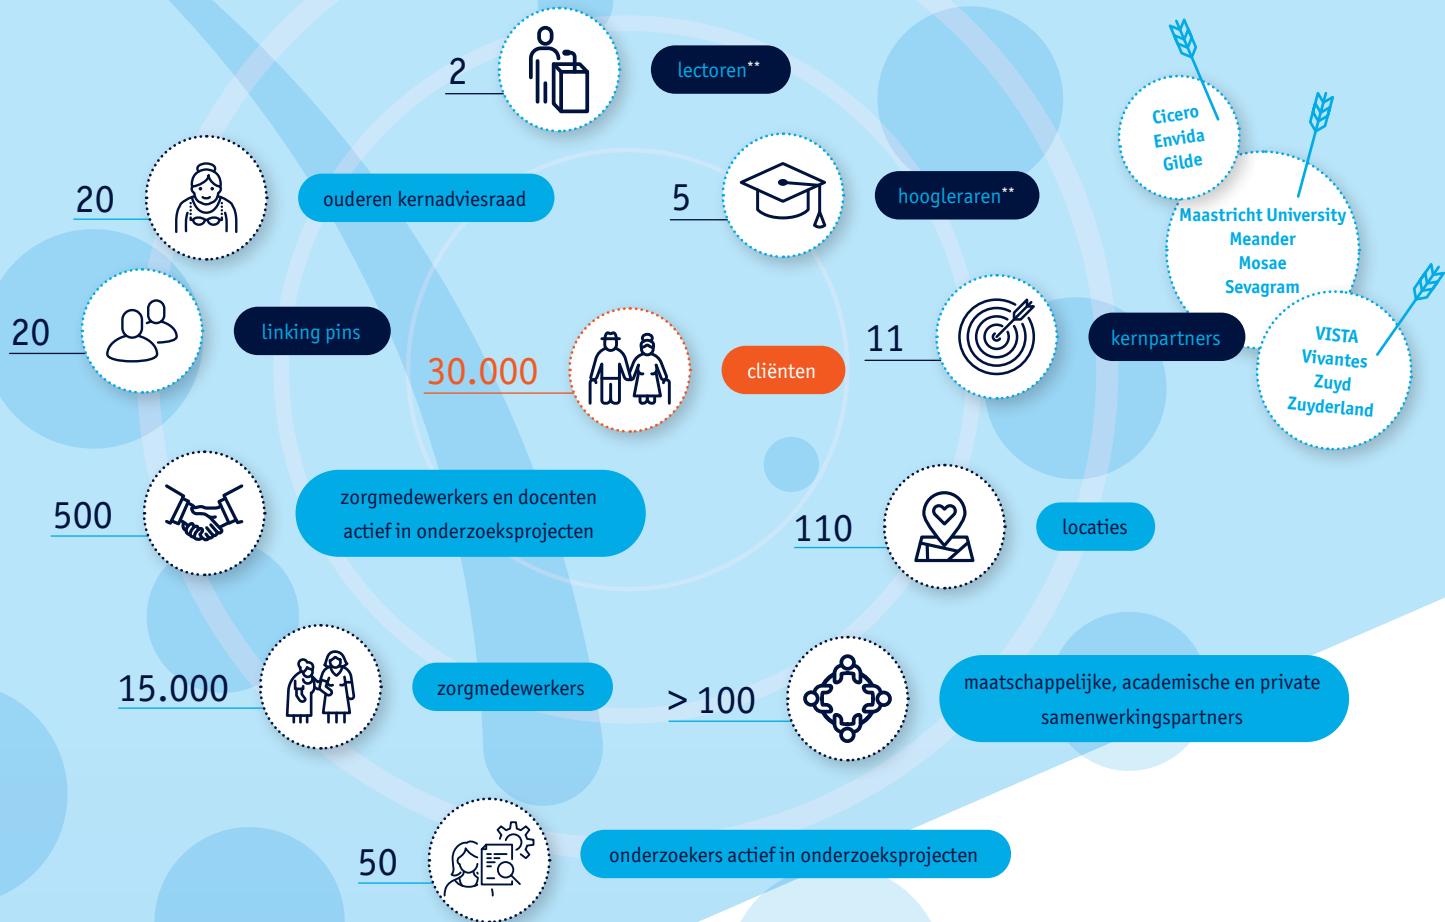 2
lectoren**
20
ouderen kernadviesraad
5
hoogleraren**
Cicero
Envida
Gilde
Maastricht University
Meander
Mosae
Sevagram
VISTA
Vivantes
Zuyd
Zuyderland
20
linking pins
30.000
cliënten
11
kernpartners
500
zorgmedewerkers en docenten
actief in onderzoeksprojecten
110
locaties
15.000
zorgmedewerkers
> 100
maatschappelijke, academische en private
samenwerkingspartners
50
onderzoekers actief in onderzoeksprojecten